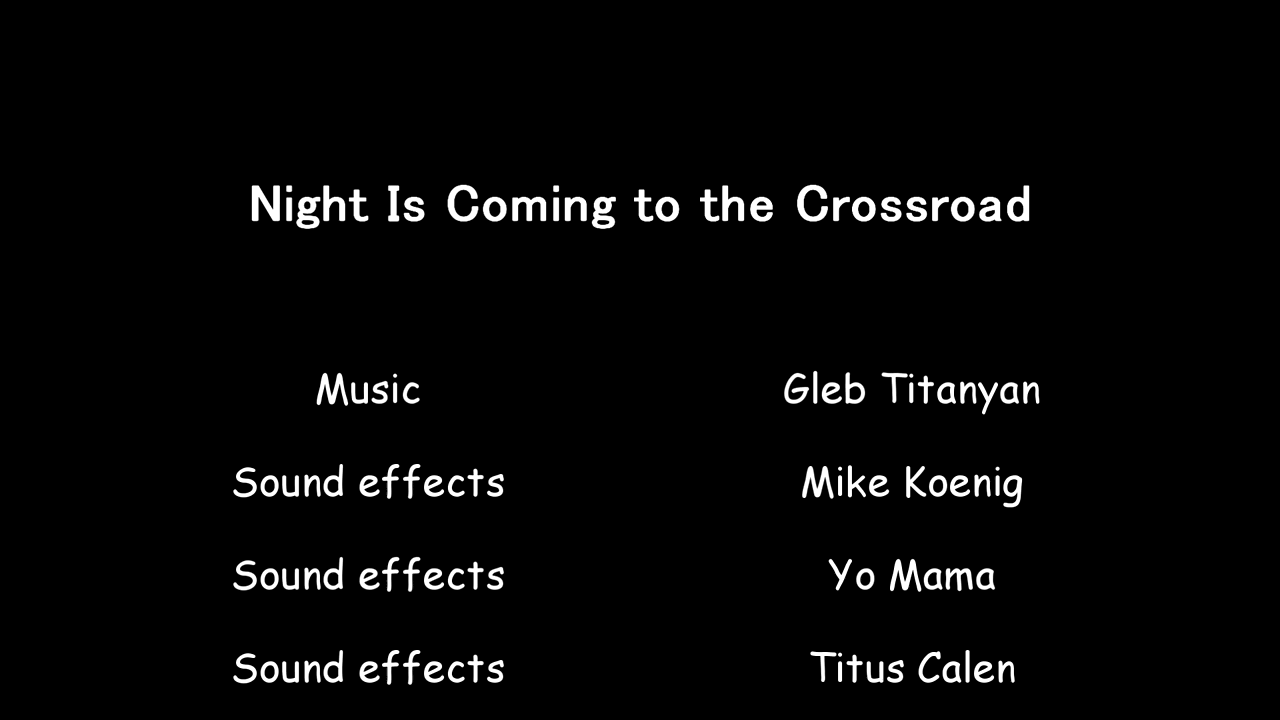 Night Is Coming to the Crossroad
Music Gleb Titanyan
Sound effects Mike Koenig
Sound effects Yo Mama
Sound effects Titus Calen